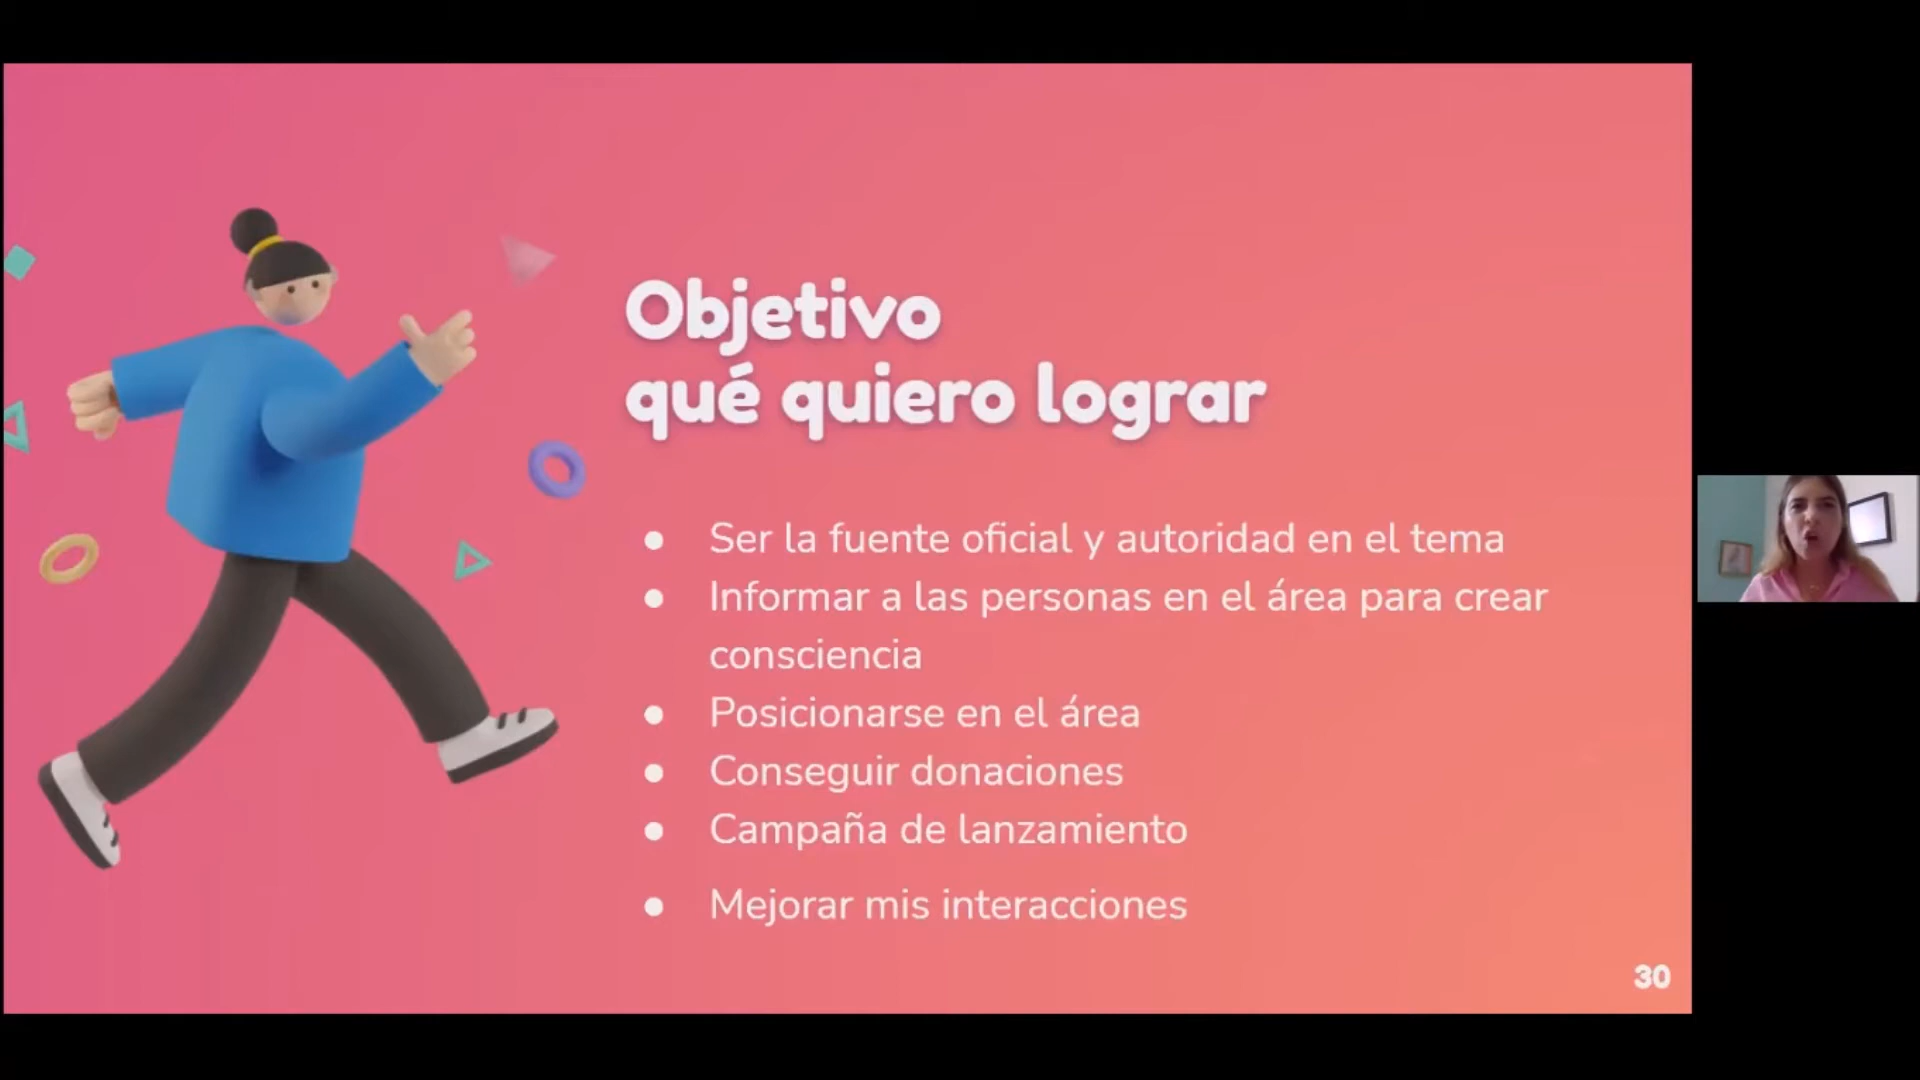 Objetivo
qué quiero lograr
● Ser la fuente oficial y autoridad en el tema
● Informar a las personas en el área para crear
consciencia
● Posicionarse en el área
● Conseguir donaciones
● Campaña de lanzamiento
● Mejorar mis interacciones
30